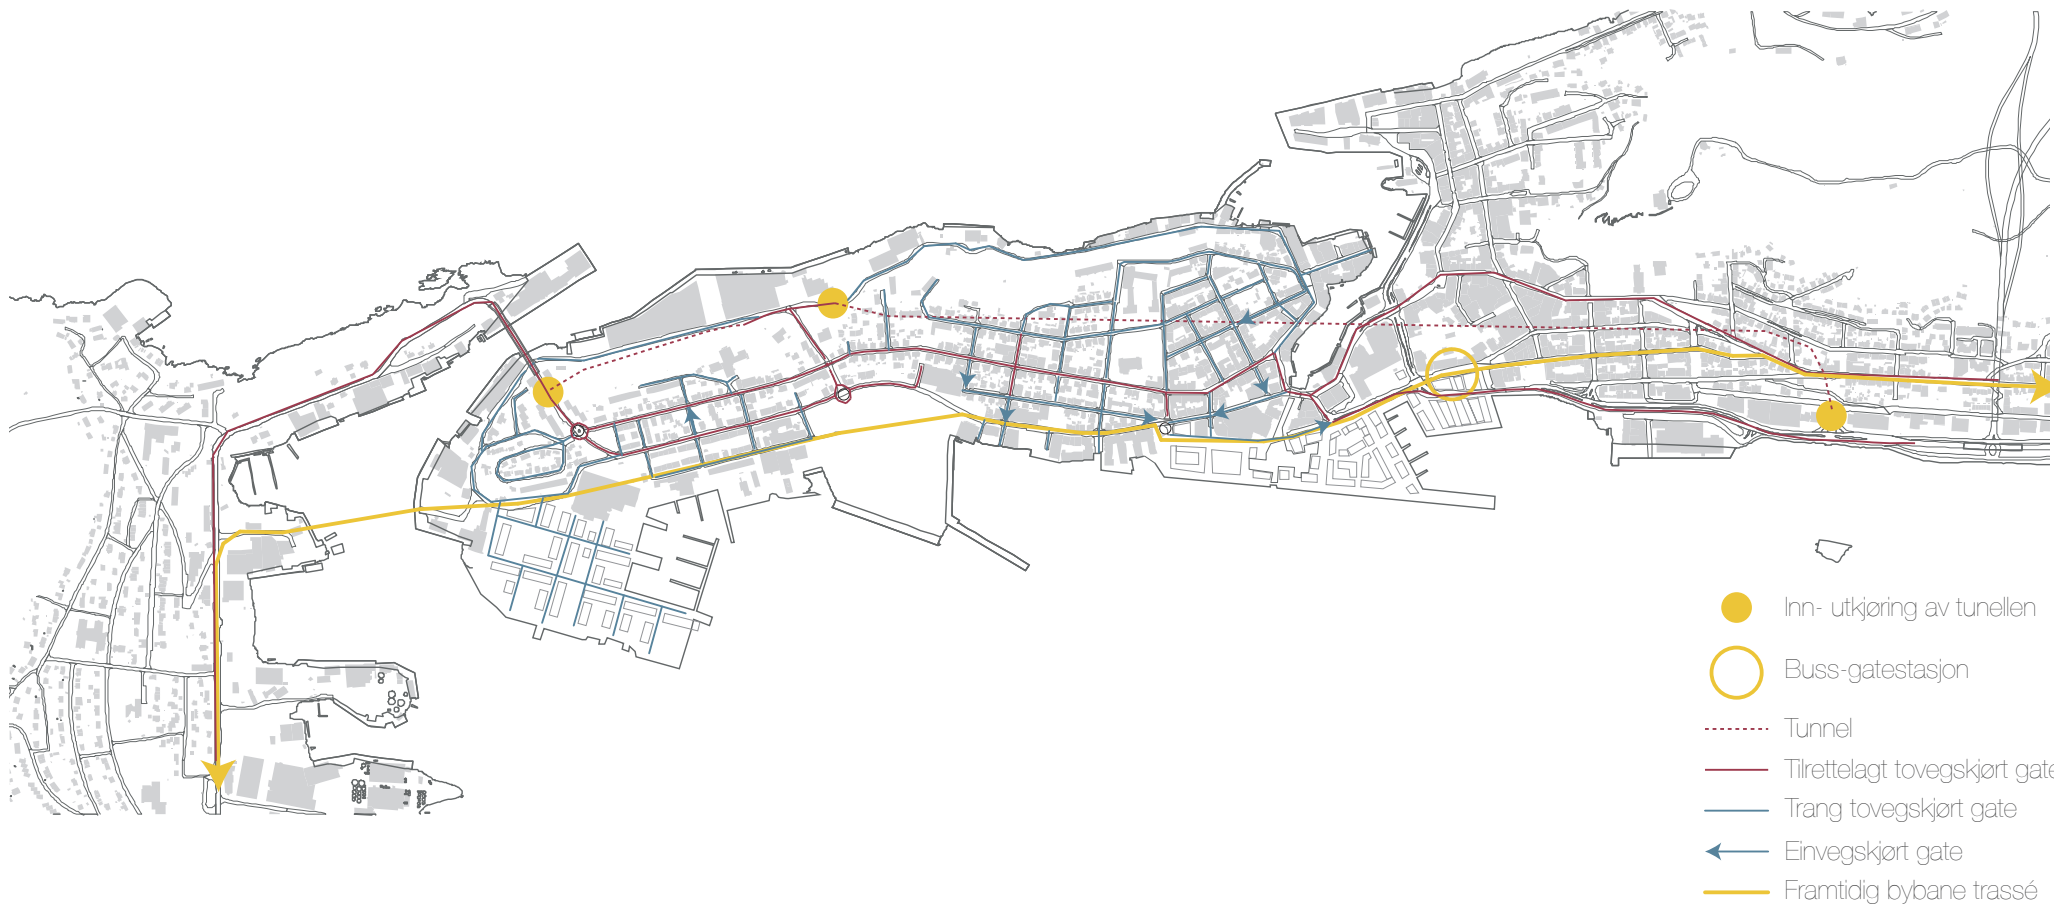 Inn- utkjøring av tunellen
Buss-gatestasjon
Tunnel
Tilrettelagt tovegskjørt gate
Trang tovegskjørt gate
Einvegskjørt gate
Framtidig bybane trassé